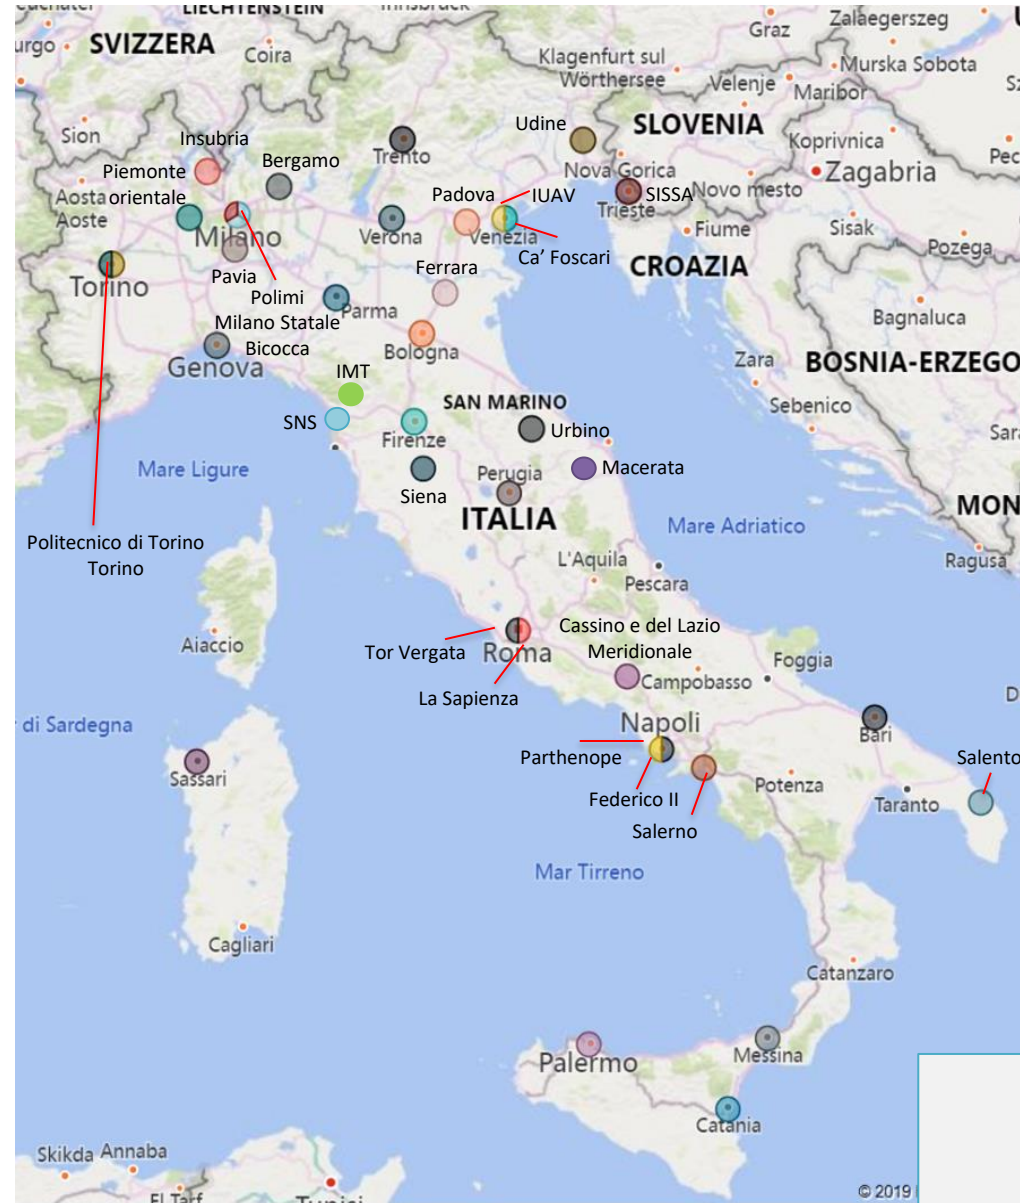 LIECHTENSTEIN
Innsbruck
Graz
Zalaegerszeg
SVIZZERA
Coira
Klagenfurt sul
Wörthersee
Velenje
Maribor
Murska Sobota
Sion
Insubria
Bergamo
Trento
Udine
SLOVENIA
Koprivnica
Nova Gorica
Zagabria
Piemonte
orientale
Aosta
Aoste
Padova
IUAV
SISSA
Novo mesto
Trieste
Milano
Verona
Venezia
Fiume
Sisak
Pozega
Ca' Foscari
Pavia
Ferrara
CROAZIA
Torino
Polimi
Parma
Milano Statale
Bicocca
Bagnaluca
Genova
Bologna
Zara
BOSNIA-ERZEGO
IMT
SAN MARINO
Sebenico
SNS
Firenze
Urbino
Mare Ligure
Siena
Perugia
Macerata
ITALIA
MON
Mare Adriatico
Politecnico di Torino
Torino
L'Aquila
Pescara
Ragusa
Aiaccio
Tor Vergata
Roma
Cassino e del Lazio
Meridionale
Foggia
La Sapienza
Campobasso
di Sardegna
Napoli
Bari
Parthenope
Salento
Sassari
Federico II
Potenza
Taranto
Salerno
Mar Tirreno
Cagliari
Catanzaro
Palermo
Messina
Catania
Skikda
Annaba
© 2019